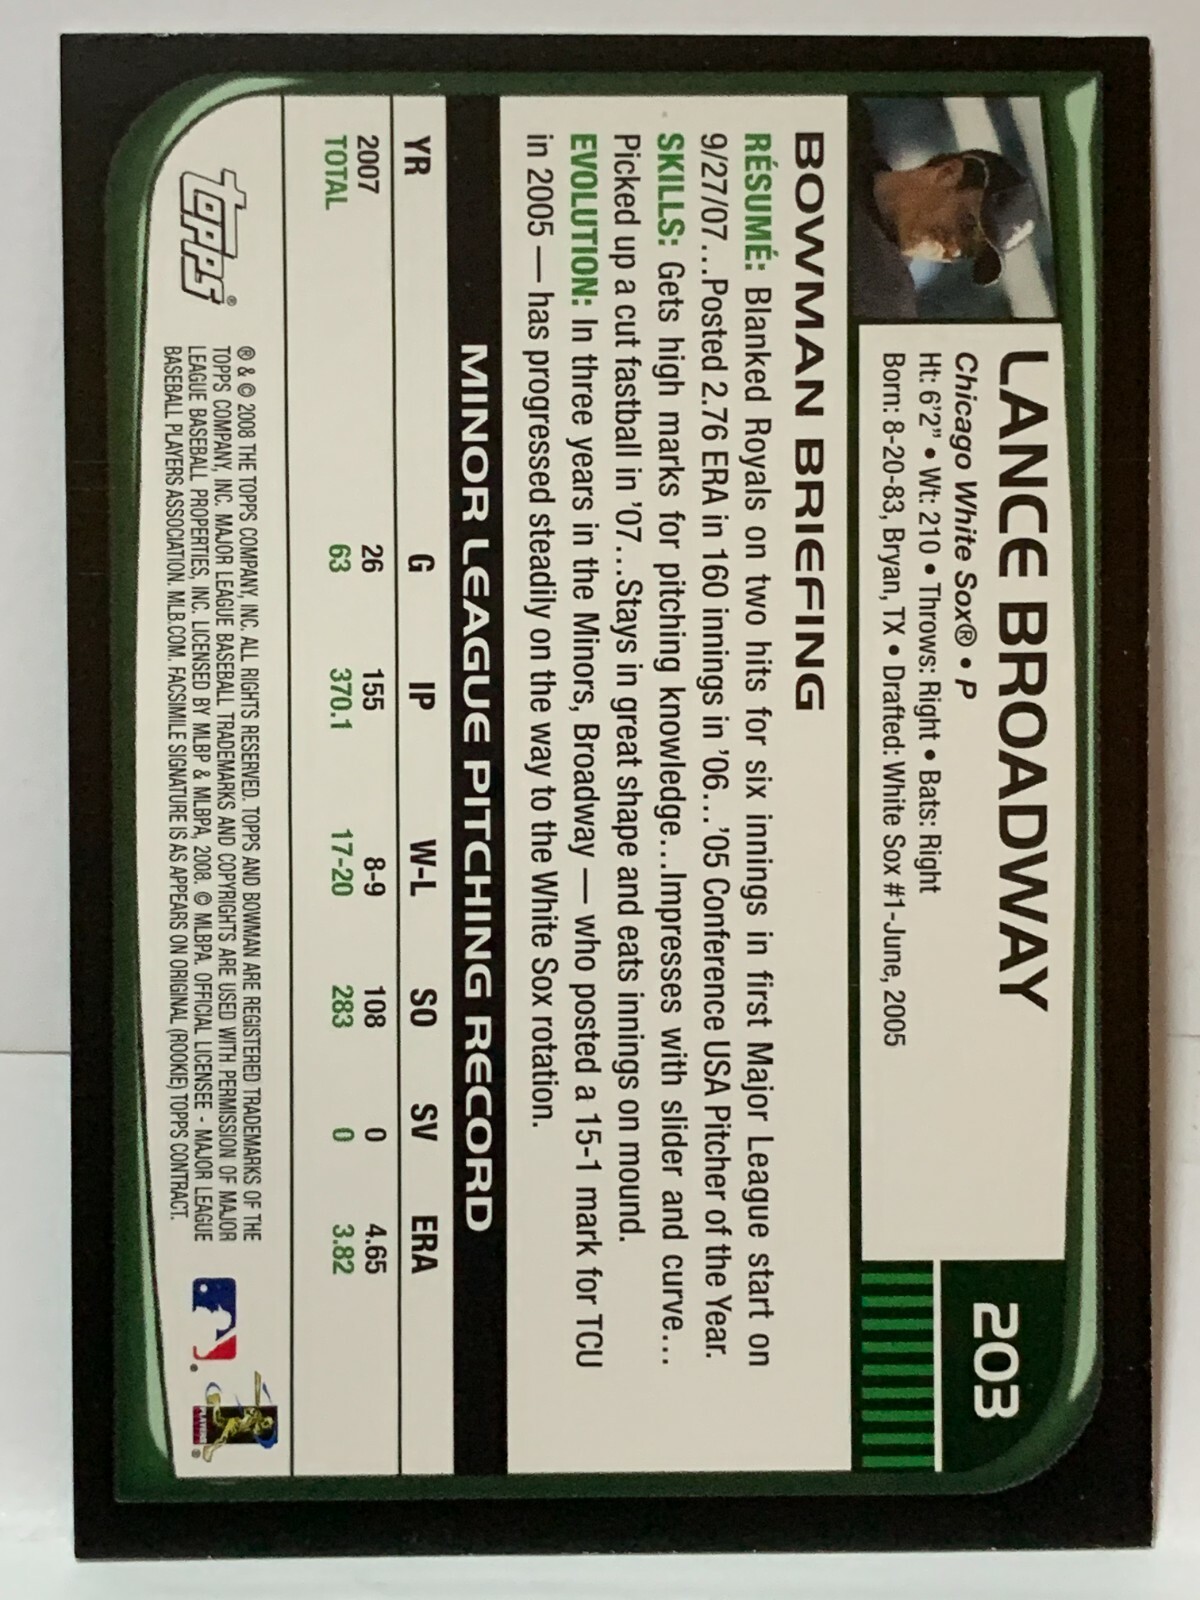 LANCE BROADWAY
203
Chicago White Sox® • P
Ht: 6'2" • Wt: 210 • Throws: Right • Bats: Right
Born: 8-20-83, Bryan, TX • Drafted: White Sox #1-June, 2005
BOWMAN BRIEFING
RÉSUMÉ: Blanked Royals on two hits for six innings in first Major League start on
9/27/07...Posted 2.76 ERA in 160 innings in '06...'05 Conference USA Pitcher of the Year.
SKILLS: Gets high marks for pitching knowledge...Impresses with slider and curve...
Picked up a cut fastball in '07...Stays in great shape and eats innings on mound.
EVOLUTION: In three years in the Minors, Broadway — who posted a 15-1 mark for TCU
in 2005 — has progressed steadily on the way to the White Sox rotation.
MINOR LEAGUE PITCHING RECORD
YR G IP W-L SO SV ERA
2007 26 155 8-9 108 0 4.65
TOTAL 63 370.1 17-20 283 0 3.82
topps®
® & © 2008 THE TOPPS COMPANY, INC. ALL RIGHTS RESERVED. TOPPS AND BOWMAN ARE REGISTERED TRADEMARKS OF THE
TOPPS COMPANY, INC. MAJOR LEAGUE BASEBALL TRADEMARKS AND COPYRIGHTS ARE USED WITH PERMISSION OF MAJOR
LEAGUE BASEBALL PROPERTIES, INC. LICENSED BY MLBP & MLBPA, 2008. © MLBPA. OFFICIAL LICENSEE - MAJOR LEAGUE
BASEBALL PLAYERS ASSOCIATION. MLB.COM. FACSIMILE SIGNATURE IS AS APPEARS ON ORIGINAL (ROOKIE) TOPPS CONTRACT.